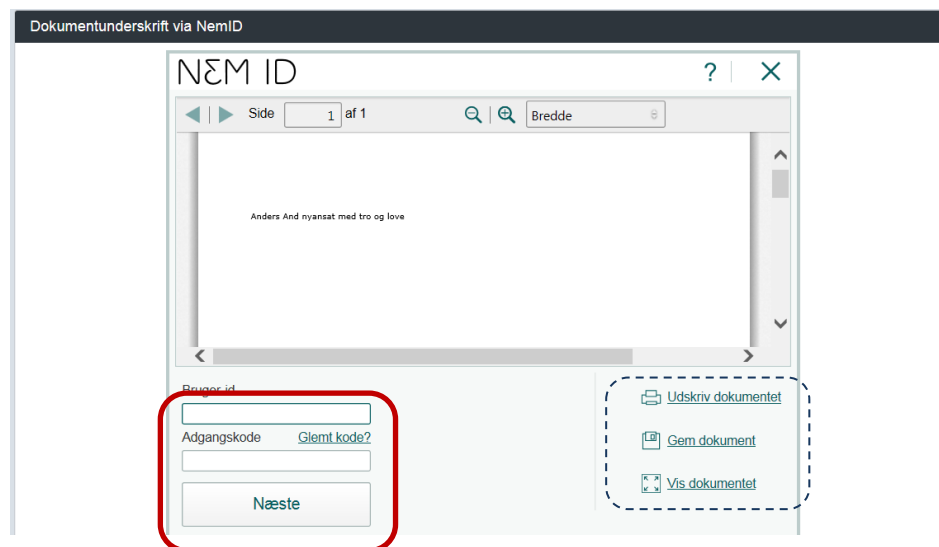 Dokumentunderskrift via NemID
NEM ID ?
Side 1 af 1 Bredde
Anders And nyansat med tro og love
Bruger id
Adgangskode Glemt kode?
Næste
Udskriv dokumentet
Gem dokument
Vis dokumentet